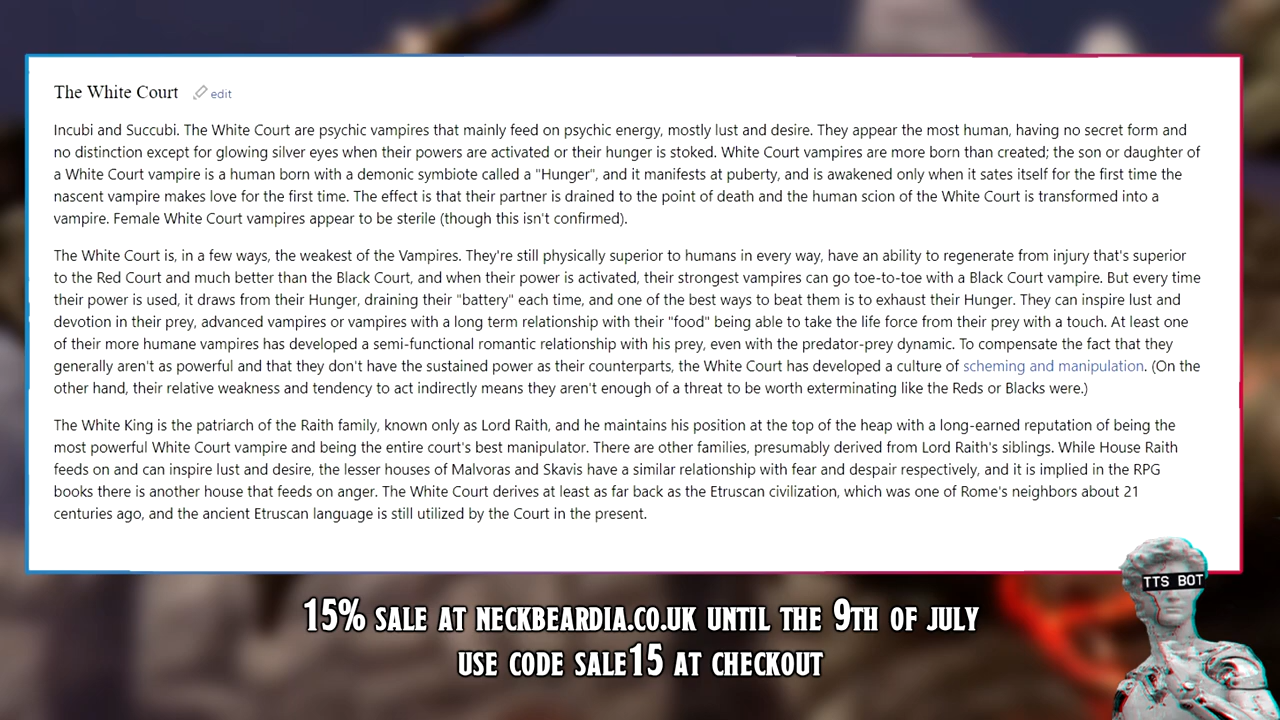 The White Court edit
Incubi and Succubi. The White Court are psychic vampires that mainly feed on psychic energy, mostly lust and desire. They appear the most human, having no secret form and
no distinction except for glowing silver eyes when their powers are activated or their hunger is stoked. White Court vampires are more born than created; the son or daughter of
a White Court vampire is a human born with a demonic symbiote called a "Hunger", and it manifests at puberty, and is awakened only when it sates itself for the first time the
nascent vampire makes love for the first time. The effect is that their partner is drained to the point of death and the human scion of the White Court is transformed into a
vampire. Female White Court vampires appear to be sterile (though this isn't confirmed).
The White Court is, in a few ways, the weakest of the Vampires. They're still physically superior to humans in every way, have an ability to regenerate from injury that's superior
to the Red Court and much better than the Black Court, and when their power is activated, their strongest vampires can go toe-to-toe with a Black Court vampire. But every time
their power is used, it draws from their Hunger, draining their "battery" each time, and one of the best ways to beat them is to exhaust their Hunger. They can inspire lust and
devotion in their prey, advanced vampires or vampires with a long term relationship with their "food" being able to take the life force from their prey with a touch. At least one
of their more humane vampires has developed a semi-functional romantic relationship with his prey, even with the predator-prey dynamic. To compensate the fact that they
generally aren't as powerful and that they don't have the sustained power as their counterparts, the White Court has developed a culture of scheming and manipulation. (On the
other hand, their relative weakness and tendency to act indirectly means they aren't enough of a threat to be worth exterminating like the Reds or Blacks were.)
The White King is the patriarch of the Raith family, known only as Lord Raith, and he maintains his position at the top of the heap with a long-earned reputation of being the
most powerful White Court vampire and being the entire court's best manipulator. There are other families, presumably derived from Lord Raith's siblings. While House Raith
feeds on and can inspire lust and desire, the lesser houses of Malvoras and Skavis have a similar relationship with fear and despair respectively, and it is implied in the RPG
books there is another house that feeds on anger. The White Court derives at least as far back as the Etruscan civilization, which was one of Rome's neighbors about 21
centuries ago, and the ancient Etruscan language is still utilized by the Court in the present.
TTS BOT
15% SALE AT NECKBEARDIA.CO.UK UNTIL THE 9TH OF JULY
USE CODE SALE15 AT CHECKOUT